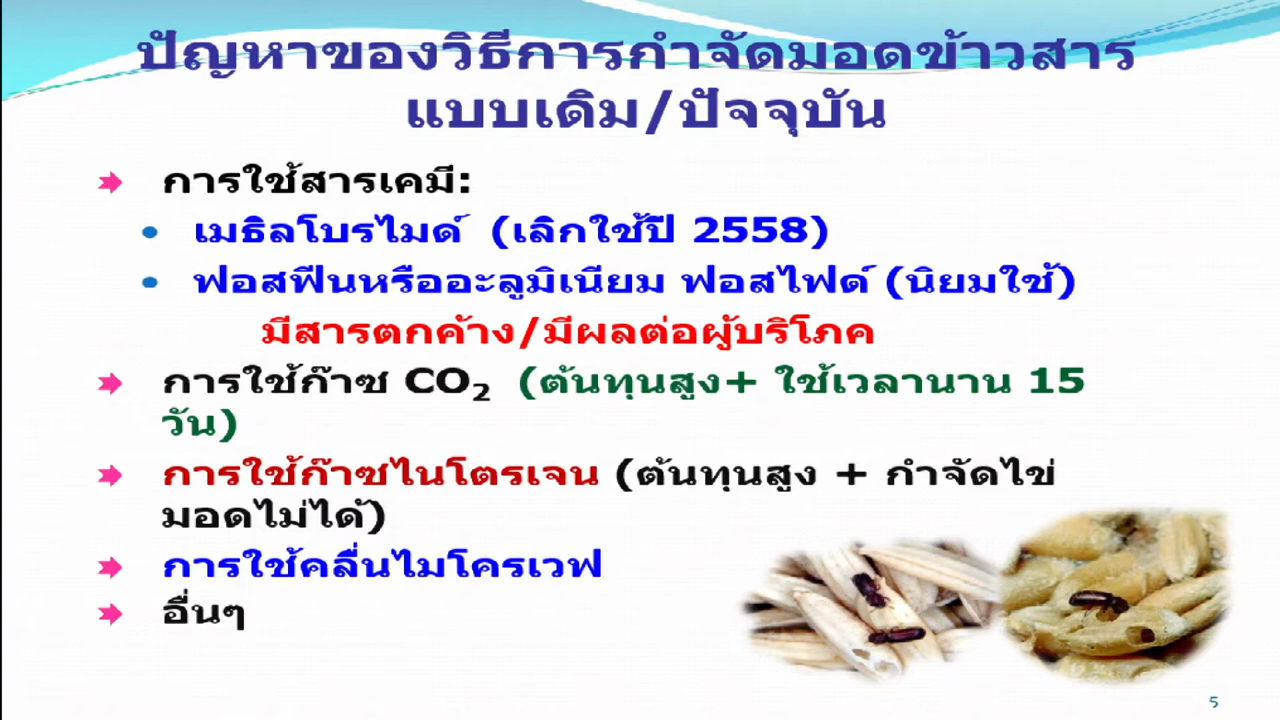 ปัญหาของวิธีการกำจัดมอดข้าวสาร
แบบเดิม/ปัจจุบัน
การใช้สารเคมี:
เมธิลโบรไมด์ (เลิกใช้ปี 2558)
ฟอสฟีนหรืออะลูมิเนียม ฟอสไฟด์ (นิยมใช้)
มีสารตกค้าง/มีผลต่อผู้บริโภค
การใช้ก๊าซ CO₂ (ต้นทุนสูง+ ใช้เวลานาน 15
วัน)
การใช้ก๊าซไนโตรเจน (ต้นทุนสูง + กำจัดไข่
มอดไม่ได้)
การใช้คลื่นไมโครเวฟ
อื่นๆ
5